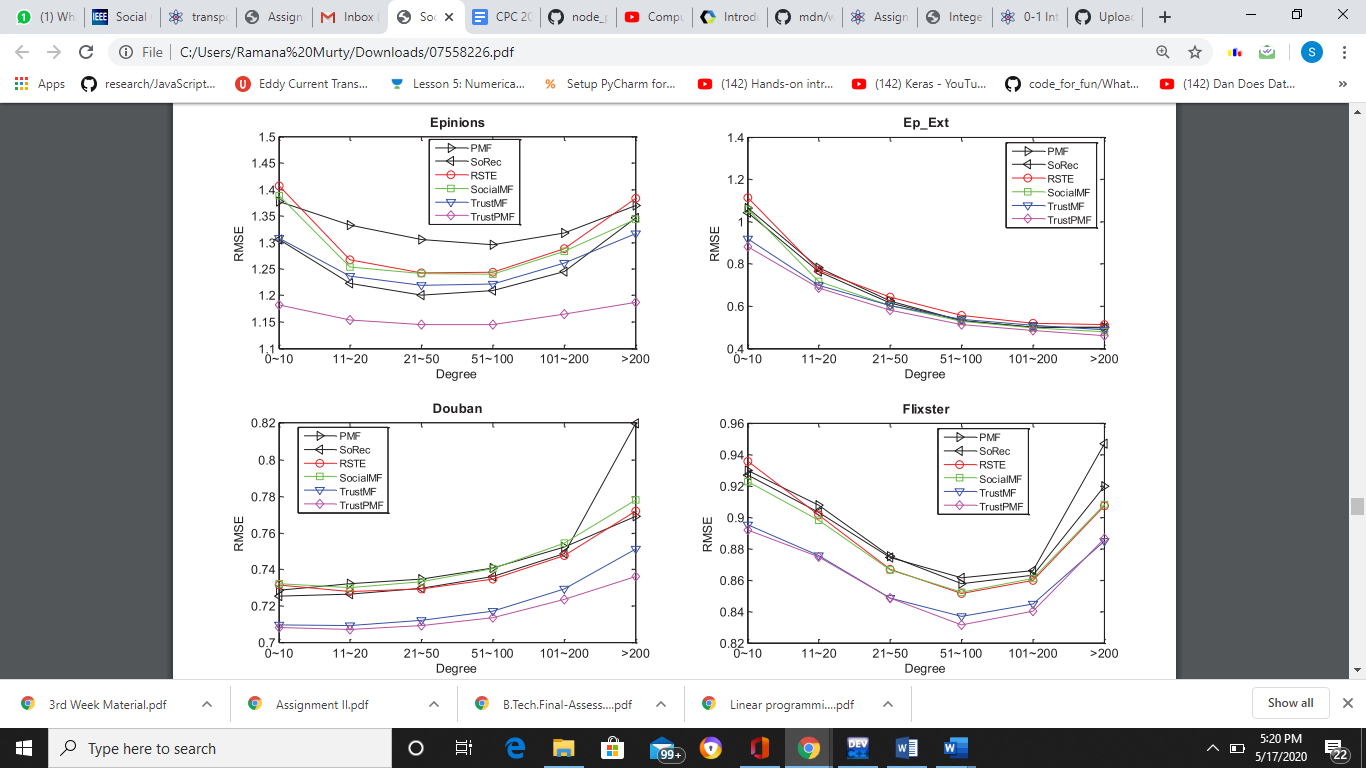 (1) Wh
Social
transpo
Assign
Inbox
Soc
CPC 20
node_p
Compu
Introdu
mdn/w
Assign
Intege
0-1 Int
Upload
File | C:/Users/Ramana%20Murty/Downloads/07558226.pdf
S
Apps
research/JavaScript...
Eddy Current Trans...
Lesson 5: Numerica...
Setup PyCharm for...
(142) Hands-on intr...
(142) Keras - YouTu...
code_for_fun/What...
(142) Dan Does Dat...
»
Epinions
1.5
1.45
1.4
1.35
1.3
1.25
1.2
1.15
1.1
RMSE
PMF
SoRec
RSTE
SocialMF
TrustMF
TrustPMF
0~10 11~20 21~50 51~100 101~200 >200
Degree
Ep_Ext
1.4
1.2
1
0.8
0.6
0.4
RMSE
PMF
SoRec
RSTE
SocialMF
TrustMF
TrustPMF
0~10 11~20 21~50 51~100 101~200 >200
Degree
Douban
0.82
0.8
0.78
0.76
0.74
0.72
0.7
RMSE
PMF
SoRec
RSTE
SocialMF
TrustMF
TrustPMF
0~10 11~20 21~50 51~100 101~200 >200
Degree
Flixster
0.96
0.94
0.92
0.9
0.88
0.86
0.84
0.82
RMSE
PMF
SoRec
RSTE
SocialMF
TrustMF
TrustPMF
0~10 11~20 21~50 51~100 101~200 >200
Degree
3rd Week Material.pdf
Assignment II.pdf
B.Tech.Final-Assess....pdf
Linear programmi....pdf
Show all
Type here to search
99+
DEV
5:20 PM
5/17/2020
22